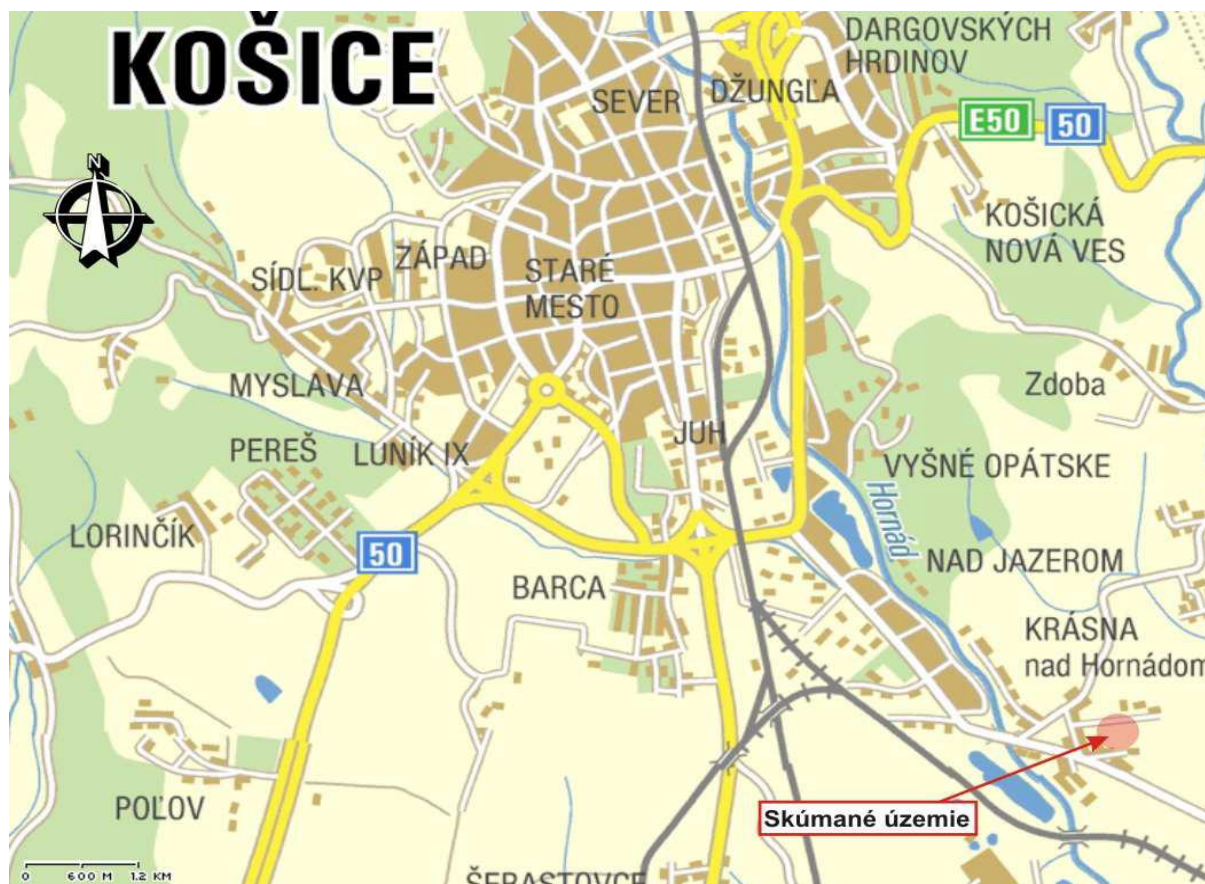 KOŠICE
DARGOVSKÝCH
HRDINOV
SEVER
DŽUNGĽA
E50
50
N
KOŠICKÁ
NOVÁ VES
ZÁPAD
SÍDL. KVP
STARÉ
MESTO
MYSLAVA
Zdoba
PEREŠ
LUNÍK IX
JUH
VYŠNÉ OPÁTSKE
Hornád
LORINČÍK
50
BARCA
NAD JAZEROM
KRÁSNA
nad Hornádom
POĽOV
Skúmané územie
0 600 M 1.2 KM
ŠEBASTOVCE